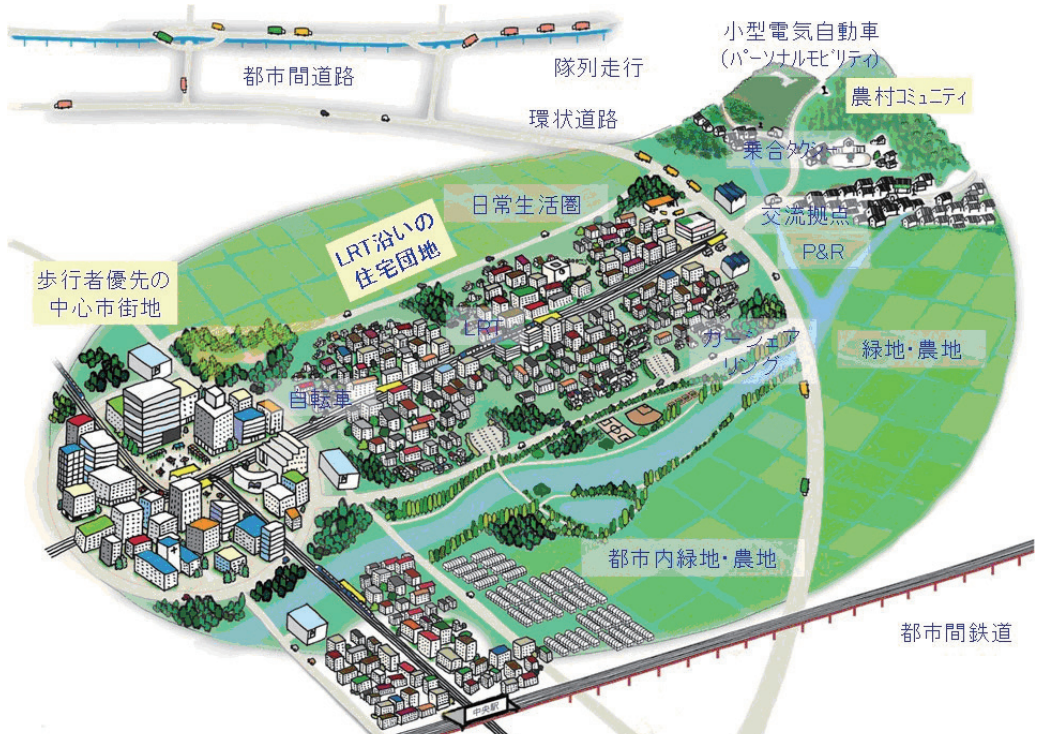 小型電気自動車
(パーソナルモビリティ)
都市間道路
隊列走行
農村コミュニティ
環状道路
乗合タクシー
日常生活圏
交流拠点
P&R
LRT沿いの
住宅団地
歩行者優先の
中心市街地
LRT
カーシェア
リング
緑地・農地
自転車
都市内緑地・農地
都市間鉄道
中央駅